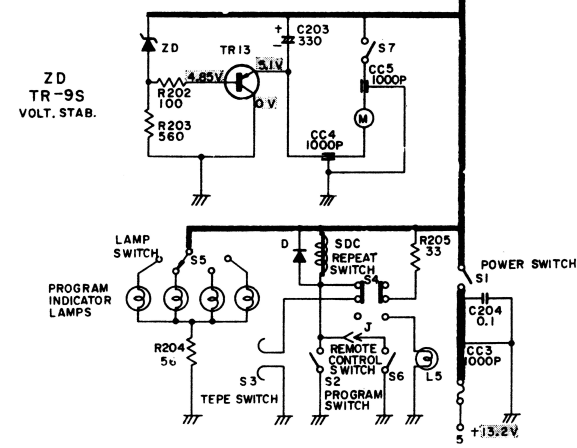 C203
330
+
-
ZD
TR13
S7
5.1V
4.85V
CC5
1000P
ZD
TR-9S
VOLT. STAB.
R202
100
0V
M
R203
560
CC4
1000P
LAMP
SWITCH
S5
D
SDC
REPEAT
SWITCH
R205
33
S4
S1
POWER SWITCH
PROGRAM
INDICATOR
LAMPS
C204
0.1
J
REMOTE
CONTROL
SWITCH
CC3
1000P
R204
56
S3
TEPE SWITCH
S2
PROGRAM
SWITCH
S6
L5
5
+13.2V